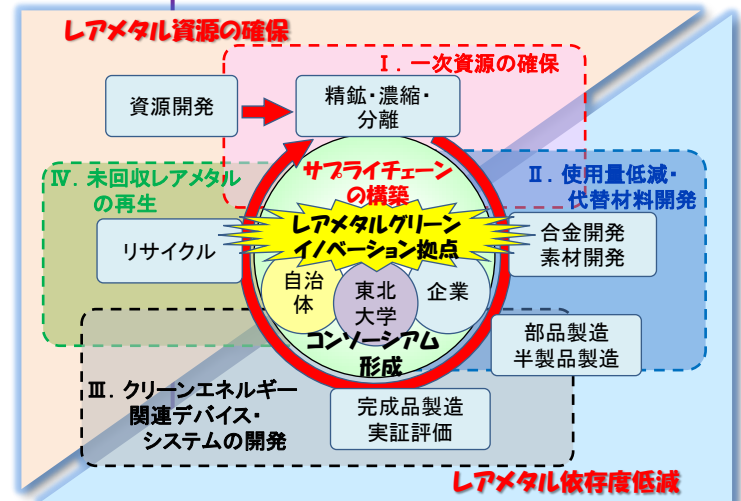 レアメタル資源の確保
Ⅰ. 一次資源の確保
資源開発
精鉱・濃縮・
分離
サプライチェーン
の構築
Ⅳ. 未回収レアメタル
の再生
Ⅱ. 使用量低減・
代替材料開発
レアメタルグリーン
イノベーション拠点
リサイクル
合金開発
素材開発
自治
体
東北
大学
企業
コンソーシアム
形成
部品製造
半製品製造
Ⅲ. クリーンエネルギー
関連デバイス・
システムの開発
完成品製造
実証評価
レアメタル依存度低減